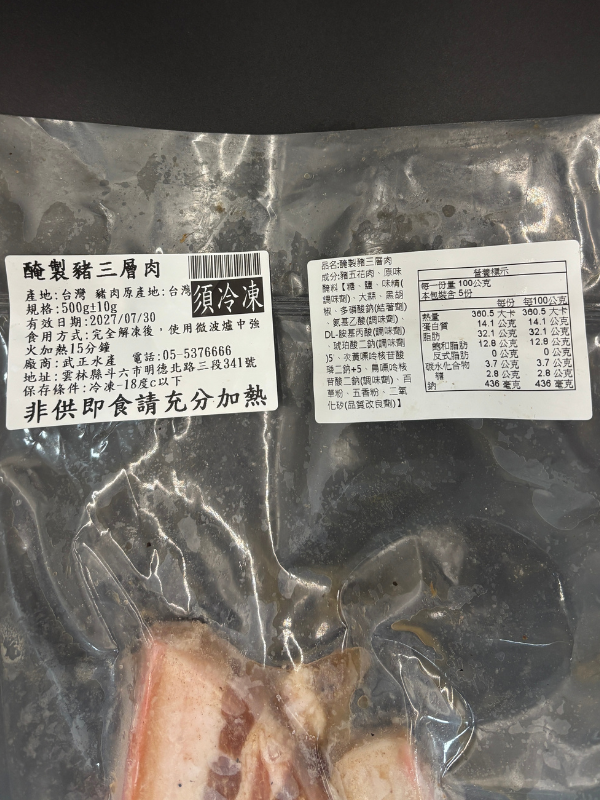 醃製豬三層肉
產地:台灣 豬肉原產地:台灣
規格:500g±10g
須冷凍
有效日期:2027/07/30
食用方式:完全解凍後,使用微波爐中強
火加熱15分鐘
廠商:武正水產 電話:05-5376666
地址:雲林縣斗六市明德北路三段341號
保存條件:冷凍-18度C以下
非供即食請充分加熱
品名:醃製豬三層肉
成分:豬五花肉、原味
醃料【糖、鹽、味精(
調味劑)、大蒜、黑胡
椒、多磷酸鈉(結著劑)
、氨基乙酸(調味劑)、
DL-胺基丙酸(調味劑)
、琥珀酸二鈉(調味劑
)5、次黃嘌呤核苷酸
磷二鈉+5、鳥嘌呤核
苷酸二鈉(調味劑)、百
草粉、五香粉、二氧
化矽(品質改良劑)】
營養標示
每一份量 100公克
本包裝含 5份
每份 每100公克
熱量 360.5 大卡 360.5 大卡
蛋白質 14.1 公克 14.1 公克
脂肪 32.1 公克 32.1 公克
飽和脂肪 12.8 公克 12.8 公克
反式脂肪 0 公克 0 公克
碳水化合物 3.7 公克 3.7 公克
糖 2.8 公克 2.8 公克
鈉 436 毫克 436 毫克